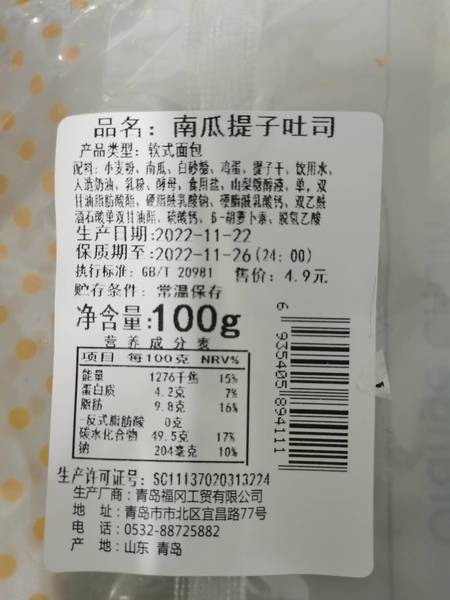 品名：南瓜提子吐司
产品类型：软式面包
配料：小麦粉、南瓜、白砂糖、鸡蛋、提子干、饮用水、
人造奶油、乳粉、酵母、食用盐、山梨糖醇液、单，双
甘油脂肪酸酯、硬脂酰乳酸钠、硬脂酰乳酸钙、双乙酰
酒石酸单双甘油酯、硫酸钙、β-胡萝卜素、脱氢乙酸
生产日期:2022-11-22
保质期至:2022-11-26(24：00)
执行标准：GB/T 20981 售价：4.9元
贮存条件：常温保存
净含量:100g
营养成分表
项目 每100克 NRV%
能量 1276千焦 15%
蛋白质 4.2克 7%
脂肪 9.8克 16%
-反式脂肪酸 0克
碳水化合物 49.5克 17%
钠 204毫克 10%
生产许可证号：SC11137020313224
生产厂商：青岛福冈工贸有限公司
地 址：青岛市市北区宜昌路77号
电 话：0532-88725882
产 地：山东 青岛
6 935405 894111